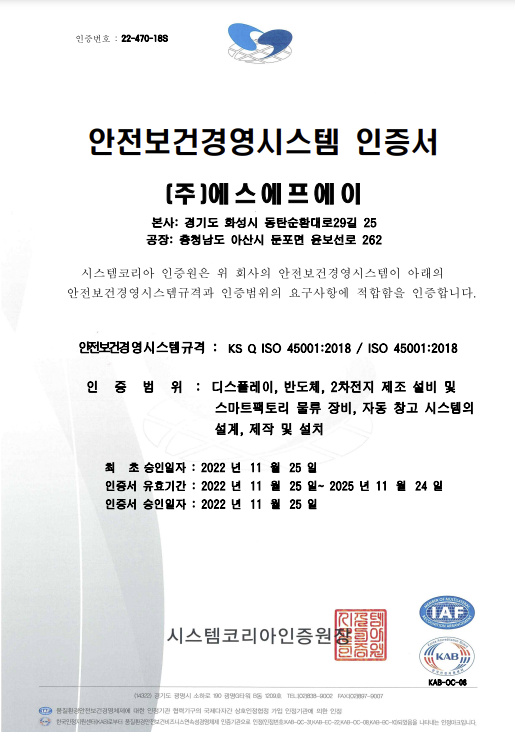 인증번호 : 22-470-18S
안전보건경영시스템 인증서
(주)에스에프에이
본사: 경기도 화성시 동탄순환대로29길 25
공장: 충청남도 아산시 둔포면 윤보선로 262
시스템코리아 인증원은 위 회사의 안전보건경영시스템이 아래의
안전보건경영시스템규격과 인증범위의 요구사항에 적합함을 인증합니다.
안전보건경영시스템규격 : KS Q ISO 45001:2018 / ISO 45001:2018
인 증 범 위 : 디스플레이, 반도체, 2차전지 제조 설비 및
스마트팩토리 물류 장비, 자동 창고 시스템의
설계, 제작 및 설치
최 초 승인일자 : 2022 년 11 월 25 일
인증서 유효기간 : 2022 년 11 월 25 일~ 2025 년 11 월 24 일
인증서 승인일자 : 2022 년 11 월 25 일
시스템코리아인증원장
IAF
KAB
KAB-OC-06
경기도 광명시 소하로 190 광명G타워 B동 1209호